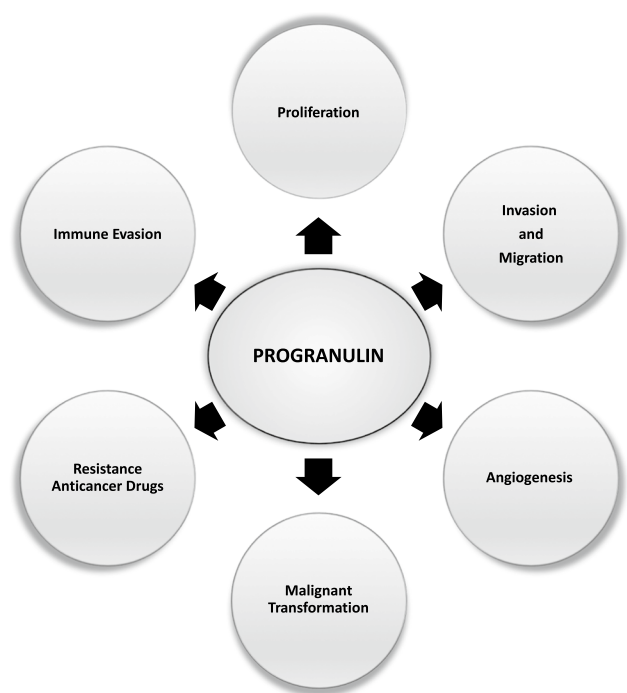 Proliferation
Immune Evasion
Invasion
and
Migration
PROGRANULIN
Resistance
Anticancer Drugs
Angiogenesis
Malignant
Transformation